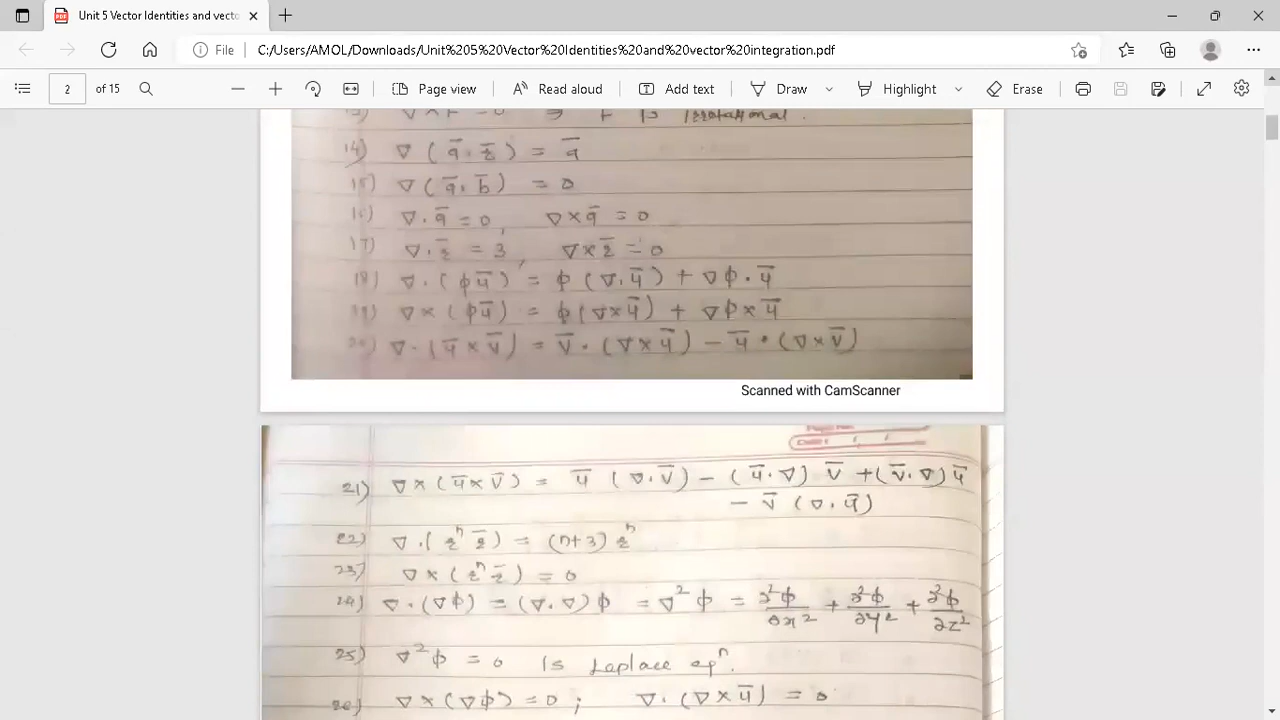 Unit 5 Vector Identities and vecto
File C:/Users/AMOL/Downloads/Unit%205%20Vector%20Identities%20and%20vector%20integration.pdf
2 of 15 Page view Read aloud Add text Draw Highlight Erase
is Irrotational.
14) ∇ (ā · r̄) = ā
15) ∇ (ā · b̄) = 0
16) ∇ · ā = 0, ∇ × ā = 0
17) ∇ · r̄ = 3, ∇ × r̄ = 0
18) ∇ · (ϕū) = ϕ (∇ · ū) + ∇ϕ · ū
19) ∇ × (ϕū) = ϕ(∇ × ū) + ∇ϕ × ū
20) ∇ · (ū × v̄) = v̄ · (∇ × ū) − ū · (∇ × v̄)
Scanned with CamScanner
21) ∇ × (ū × v̄) = ū (∇ · v̄) − (ū · ∇) v̄ + (v̄ · ∇) ū
− v̄ (∇ · ū)
22) ∇ · (rⁿ r̄) = (n+3) rⁿ
23) ∇ × (rⁿ r̄) = 0
24) ∇ · (∇ϕ) = (∇ · ∇)ϕ = ∇²ϕ = ∂²ϕ/∂x² + ∂²ϕ/∂y² + ∂²ϕ/∂z²
25) ∇²ϕ = 0 is Laplace eqⁿ.
26) ∇ × (∇ϕ) = 0 ; ∇ · (∇ × ū) = 0